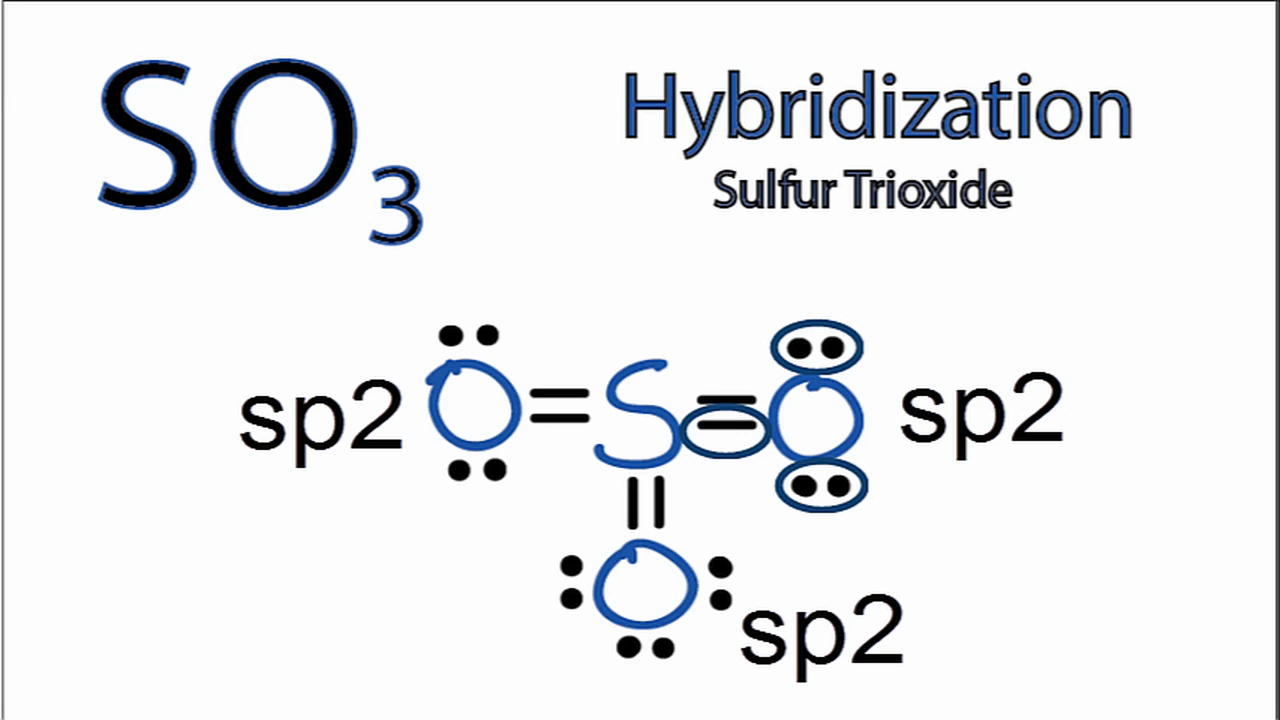 SO3
Hybridization
Sulfur Trioxide
sp2 O = S = O sp2
||
O sp2